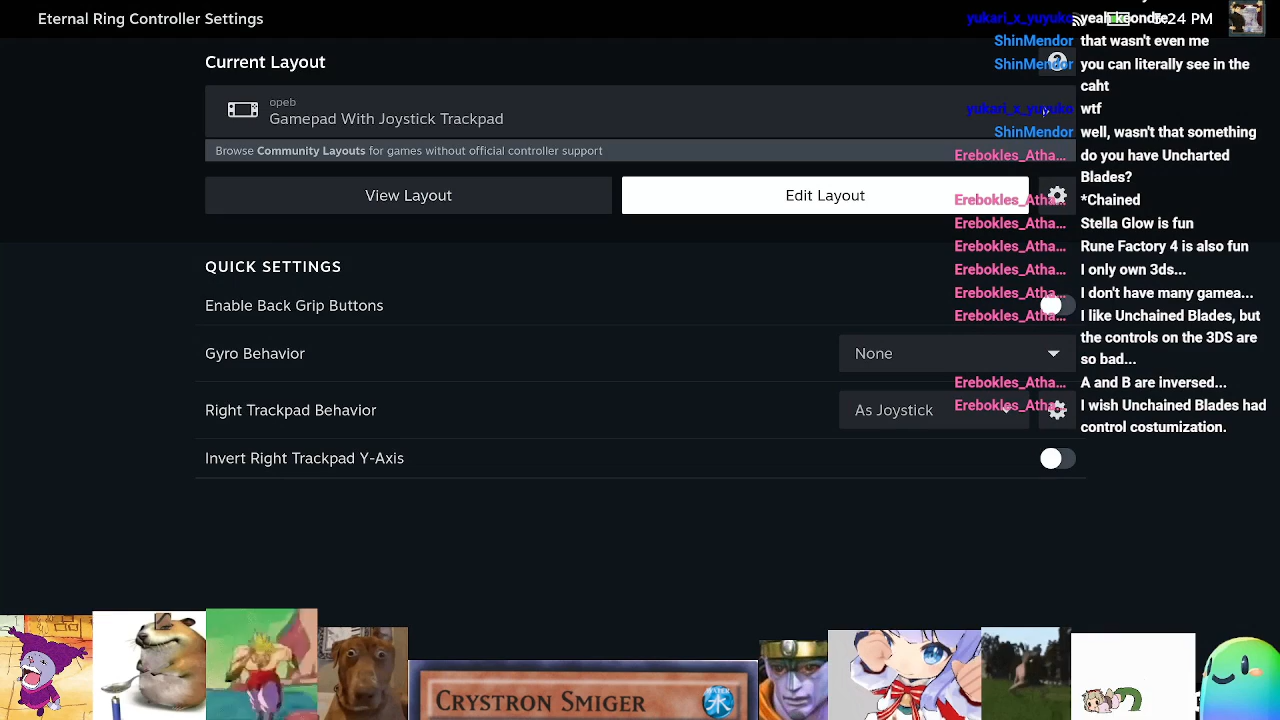 Eternal Ring Controller Settings
5:24 PM
Current Layout
opeb
Gamepad With Joystick Trackpad
Browse Community Layouts for games without official controller support
View Layout
Edit Layout
QUICK SETTINGS
Enable Back Grip Buttons
Gyro Behavior
None
Right Trackpad Behavior
As Joystick
Invert Right Trackpad Y-Axis
yukari_x_yuyuko yeah kcondre
ShinMendor that wasn't even me
ShinMendor you can literally see in the
caht
yukari_x_yuyuko wtf
ShinMendor well, wasn't that something
Erebokles_Atha... do you have Uncharted
Blades?
Erebokles_Atha... *Chained
Erebokles_Atha... Stella Glow is fun
Erebokles_Atha... Rune Factory 4 is also fun
Erebokles_Atha... I only own 3ds...
Erebokles_Atha... I don't have many gamea...
Erebokles_Atha... I like Unchained Blades, but
the controls on the 3DS are
so bad...
Erebokles_Atha... A and B are inversed...
Erebokles_Atha... I wish Unchained Blades had
control costumization.
CRYSTRON SMIGER
WATER
水